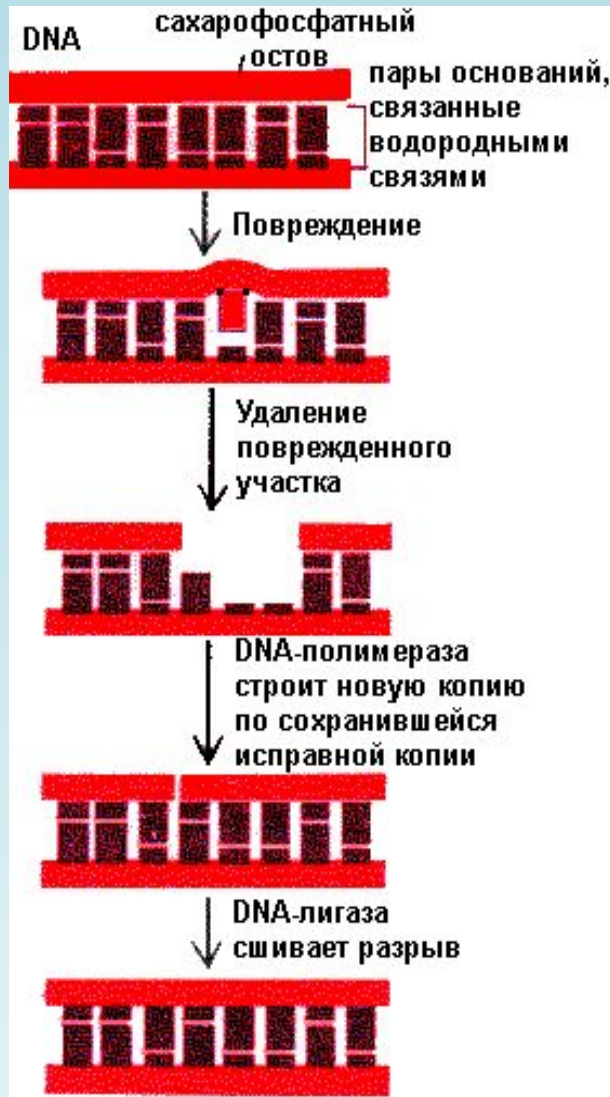 DNA
сахарофосфатный
остов
пары оснований,
связанные
водородными
связями
Повреждение
Удаление
поврежденного
участка
DNA-полимераза
строит новую копию
по сохранившейся
исправной копии
DNA-лигаза
сшивает разрыв